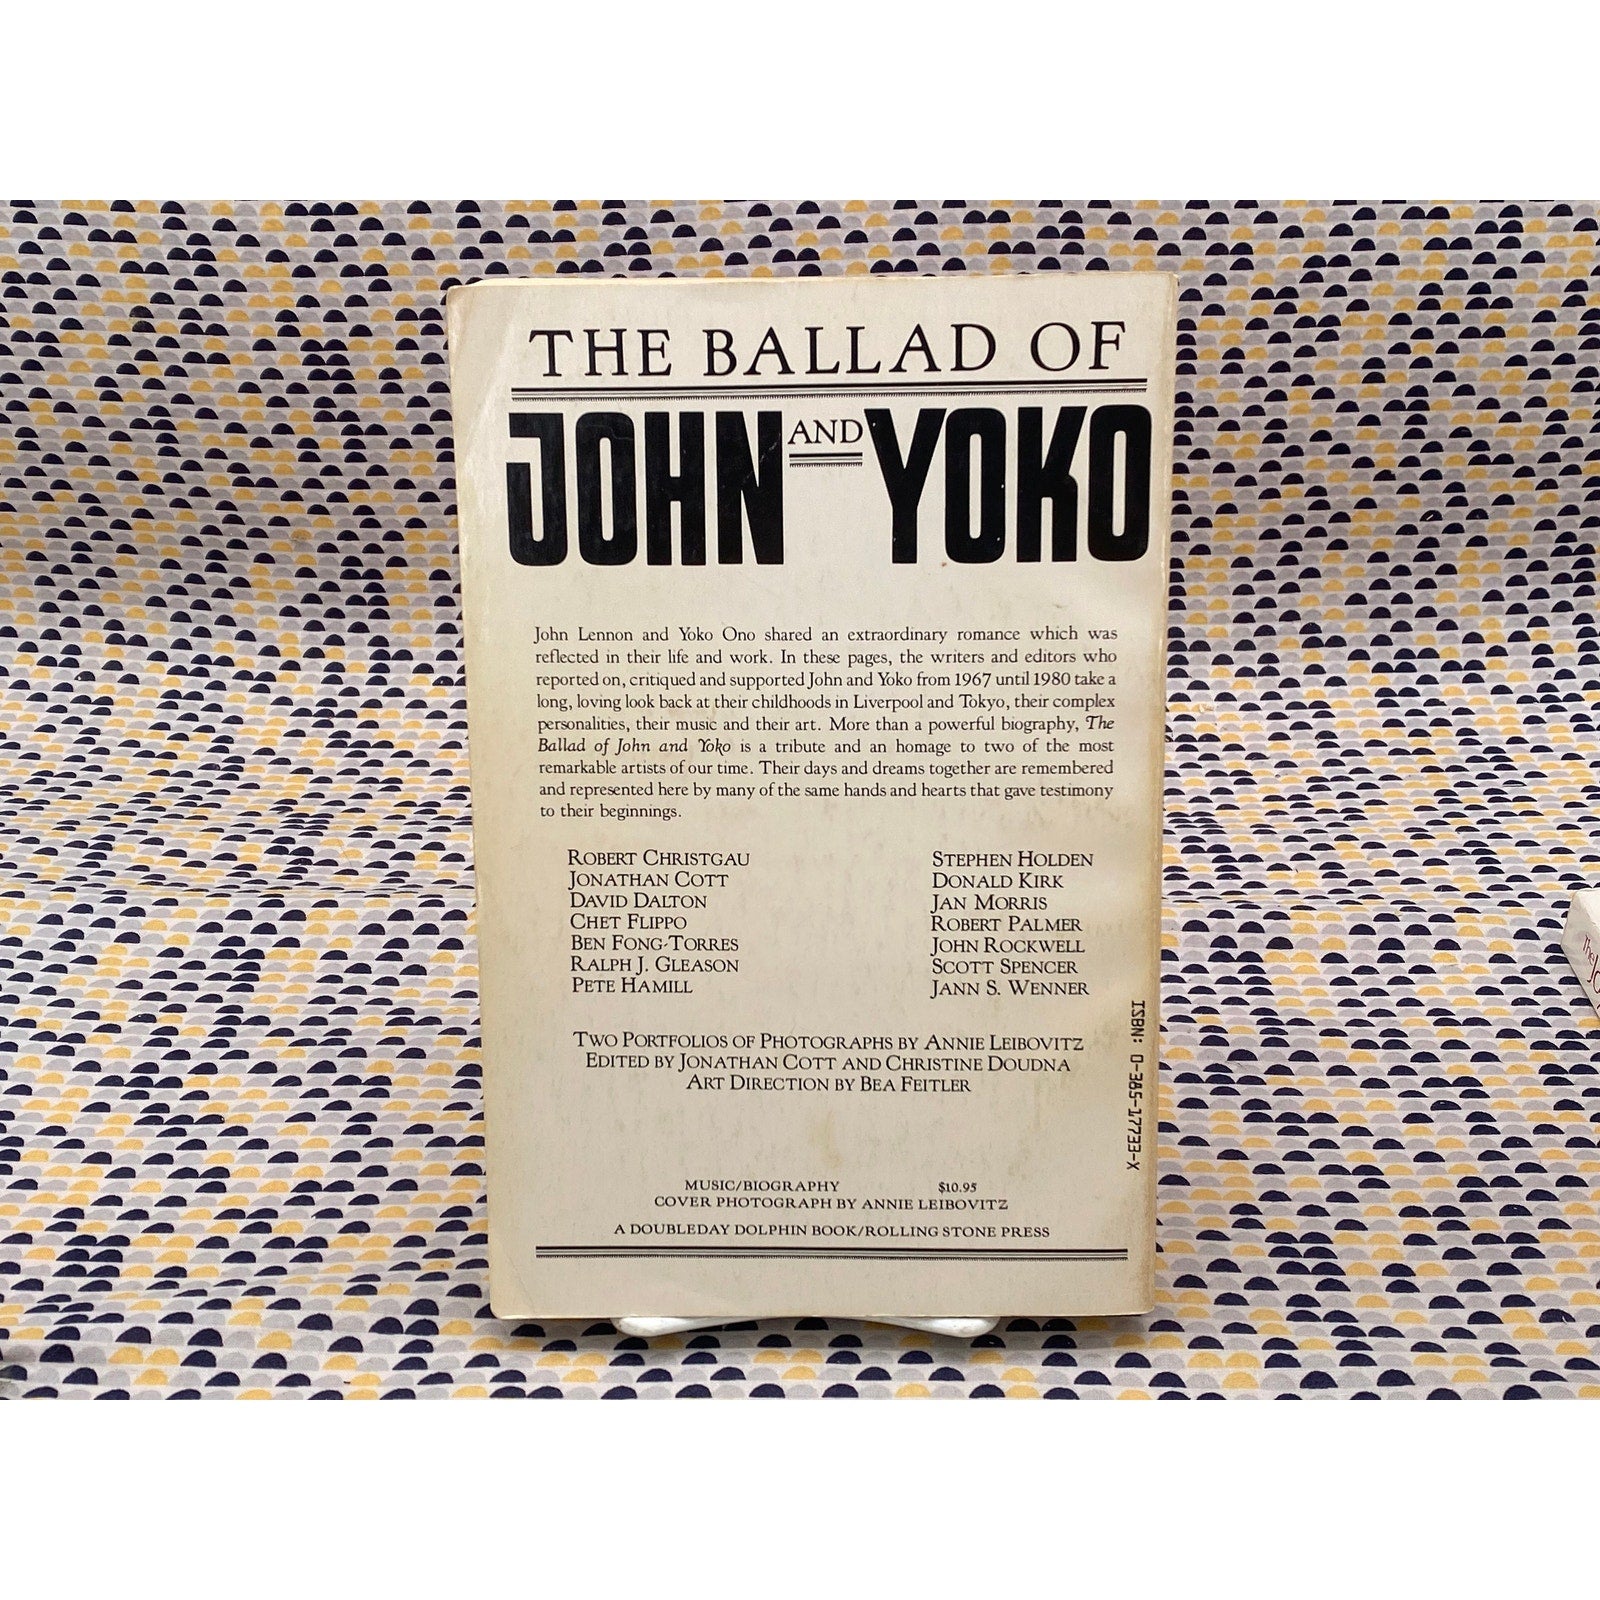 THE BALLAD OF
JOHN AND YOKO
John Lennon and Yoko Ono shared an extraordinary romance which was
reflected in their life and work. In these pages, the writers and editors who
reported on, critiqued and supported John and Yoko from 1967 until 1980 take a
long, loving look back at their childhoods in Liverpool and Tokyo, their complex
personalities, their music and their art. More than a powerful biography, The
Ballad of John and Yoko is a tribute and an homage to two of the most
remarkable artists of our time. Their days and dreams together are remembered
and represented here by many of the same hands and hearts that gave testimony
to their beginnings.
ROBERT CHRISTGAU
JONATHAN COTT
DAVID DALTON
CHET FLIPPO
BEN FONG-TORRES
RALPH J. GLEASON
PETE HAMILL
STEPHEN HOLDEN
DONALD KIRK
JAN MORRIS
ROBERT PALMER
JOHN ROCKWELL
SCOTT SPENCER
JANN S. WENNER
TWO PORTFOLIOS OF PHOTOGRAPHS BY ANNIE LEIBOVITZ
EDITED BY JONATHAN COTT AND CHRISTINE DOUDNA
ART DIRECTION BY BEA FEITLER
ISBN: 0-385-17733-X
MUSIC/BIOGRAPHY $10.95
COVER PHOTOGRAPH BY ANNIE LEIBOVITZ
A DOUBLEDAY DOLPHIN BOOK/ROLLING STONE PRESS
The